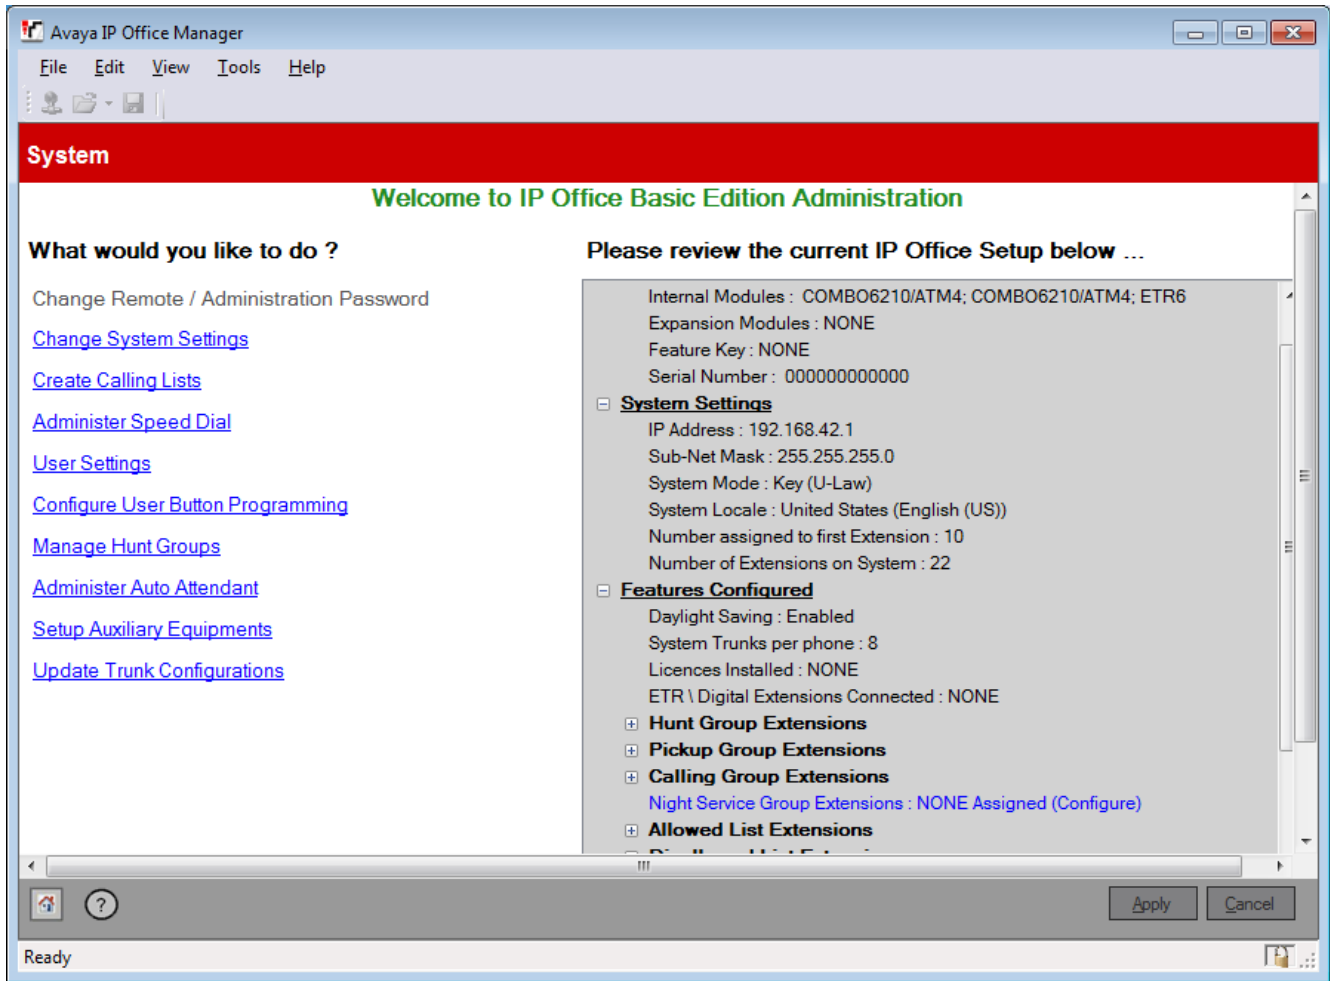 Avaya IP Office Manager
File Edit View Tools Help
System
Welcome to IP Office Basic Edition Administration
What would you like to do ?
Change Remote / Administration Password
Change System Settings
Create Calling Lists
Administer Speed Dial
User Settings
Configure User Button Programming
Manage Hunt Groups
Administer Auto Attendant
Setup Auxiliary Equipments
Update Trunk Configurations
Please review the current IP Office Setup below ...
Internal Modules : COMBO6210/ATM4; COMBO6210/ATM4; ETR6
Expansion Modules : NONE
Feature Key : NONE
Serial Number : 000000000000
System Settings
IP Address : 192.168.42.1
Sub-Net Mask : 255.255.255.0
System Mode : Key (U-Law)
System Locale : United States (English (US))
Number assigned to first Extension : 10
Number of Extensions on System : 22
Features Configured
Daylight Saving : Enabled
System Trunks per phone : 8
Licences Installed : NONE
ETR \ Digital Extensions Connected : NONE
Hunt Group Extensions
Pickup Group Extensions
Calling Group Extensions
Night Service Group Extensions : NONE Assigned (Configure)
Allowed List Extensions
Apply Cancel
Ready